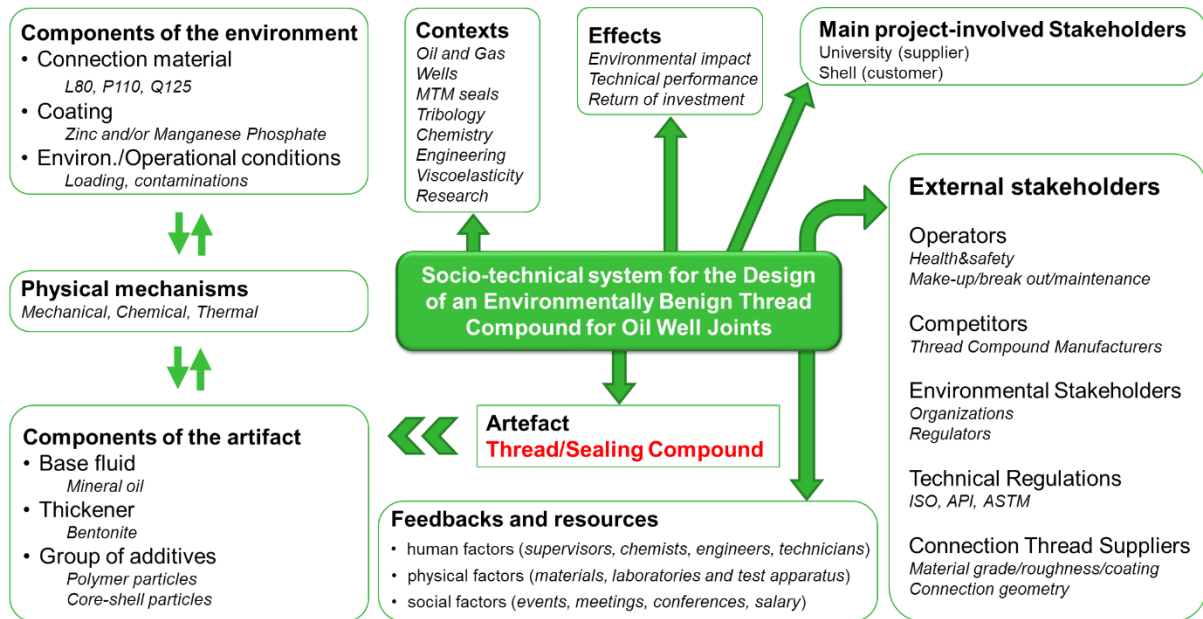 Components of the environment
• Connection material
L80, P110, Q125
• Coating
Zinc and/or Manganese Phosphate
• Environ./Operational conditions
Loading, contaminations
Physical mechanisms
Mechanical, Chemical, Thermal
Components of the artifact
• Base fluid
Mineral oil
• Thickener
Bentonite
• Group of additives
Polymer particles
Core-shell particles
Contexts
Oil and Gas
Wells
MTM seals
Tribology
Chemistry
Engineering
Viscoelasticity
Research
Effects
Environmental impact
Technical performance
Return of investment
Main project-involved Stakeholders
University (supplier)
Shell (customer)
Socio-technical system for the Design
of an Environmentally Benign Thread
Compound for Oil Well Joints
Artefact
Thread/Sealing Compound
Feedbacks and resources
• human factors (supervisors, chemists, engineers, technicians)
• physical factors (materials, laboratories and test apparatus)
• social factors (events, meetings, conferences, salary)
External stakeholders
Operators
Health&safety
Make-up/break out/maintenance
Competitors
Thread Compound Manufacturers
Environmental Stakeholders
Organizations
Regulators
Technical Regulations
ISO, API, ASTM
Connection Thread Suppliers
Material grade/roughness/coating
Connection geometry